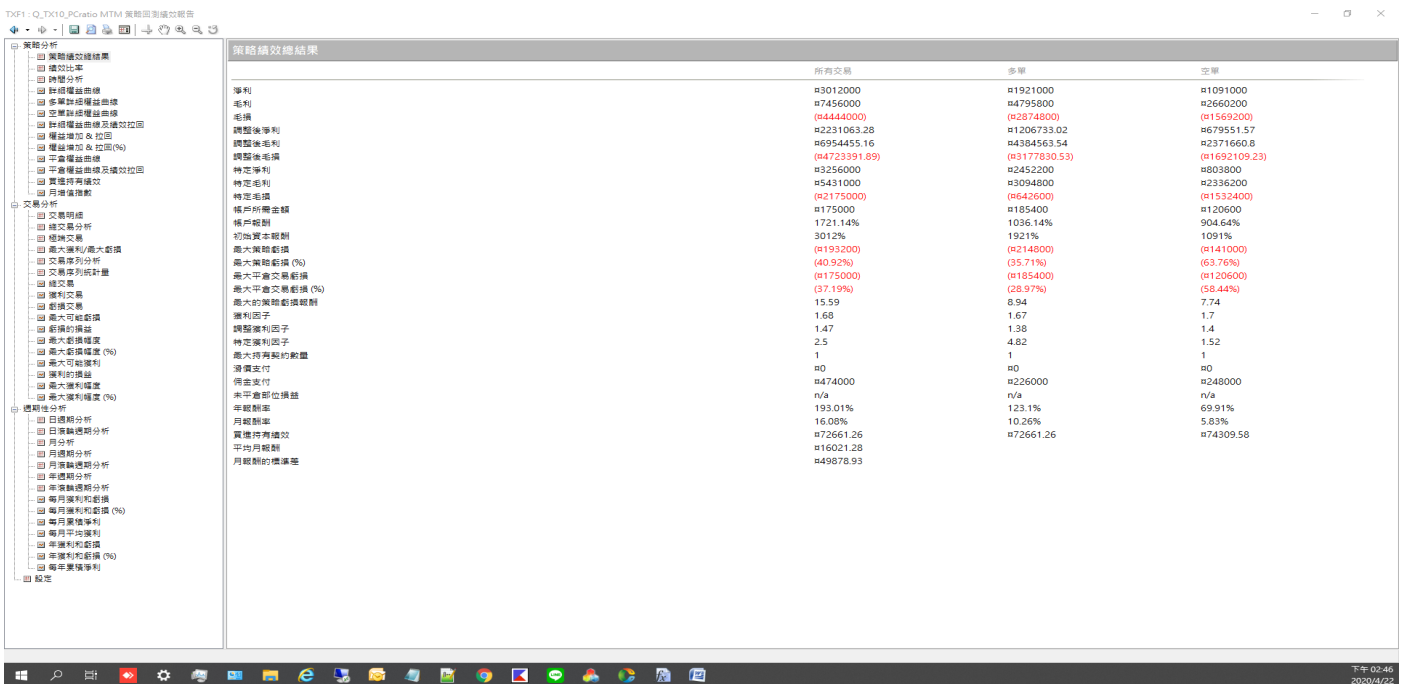 TXF1 : Q_TX10_PCratio MTM 策略回測績效報告
策略分析
策略績效總結果
績效比率
時間分析
詳細權益曲線
多單詳細權益曲線
空單詳細權益曲線
詳細權益曲線及績效拉回
權益增加 & 拉回
權益增加 & 拉回(%)
平倉權益曲線
平倉權益曲線及績效拉回
買進持有績效
月增值指數
交易分析
交易明細
總交易分析
極端交易
最大獲利/最大虧損
交易序列分析
交易序列統計量
總交易
獲利交易
虧損交易
最大可能虧損
虧損的損益
最大虧損幅度
最大虧損幅度 (%)
最大可能獲利
獲利的損益
最大獲利幅度
最大獲利幅度 (%)
週期性分析
日週期分析
日滾輪週期分析
月分析
月週期分析
月滾輪週期分析
年週期分析
年滾輪週期分析
每月獲利和虧損
每月獲利和虧損 (%)
每月累積淨利
每月平均獲利
年獲利和虧損
年獲利和虧損 (%)
每年累積淨利
設定
策略績效總結果
所有交易 多單 空單
淨利 ¤3012000 ¤1921000 ¤1091000
毛利 ¤7456000 ¤4795800 ¤2660200
毛損 (¤4444000) (¤2874800) (¤1569200)
調整後淨利 ¤2231063.28 ¤1206733.02 ¤679551.57
調整後毛利 ¤6954455.16 ¤4384563.54 ¤2371660.8
調整後毛損 (¤4723391.89) (¤3177830.53) (¤1692109.23)
特定淨利 ¤3256000 ¤2452200 ¤803800
特定毛利 ¤5431000 ¤3094800 ¤2336200
特定毛損 (¤2175000) (¤642600) (¤1532400)
帳戶所需金額 ¤175000 ¤185400 ¤120600
帳戶報酬 1721.14% 1036.14% 904.64%
初始資本報酬 3012% 1921% 1091%
最大策略虧損 (¤193200) (¤214800) (¤141000)
最大策略虧損 (%) (40.92%) (35.71%) (63.76%)
最大平倉交易虧損 (¤175000) (¤185400) (¤120600)
最大平倉交易虧損 (%) (37.19%) (28.97%) (58.44%)
最大的策略虧損報酬 15.59 8.94 7.74
獲利因子 1.68 1.67 1.7
調整獲利因子 1.47 1.38 1.4
特定獲利因子 2.5 4.82 1.52
最大持有契約數量 1 1 1
滑價支付 ¤0 ¤0 ¤0
佣金支付 ¤474000 ¤226000 ¤248000
未平倉部位損益 n/a n/a n/a
年報酬率 193.01% 123.1% 69.91%
月報酬率 16.08% 10.26% 5.83%
買進持有績效 ¤72661.26 ¤72661.26 ¤74309.58
平均月報酬 ¤16021.28
月報酬的標準差 ¤49878.93
下午 02:46
2020/4/22